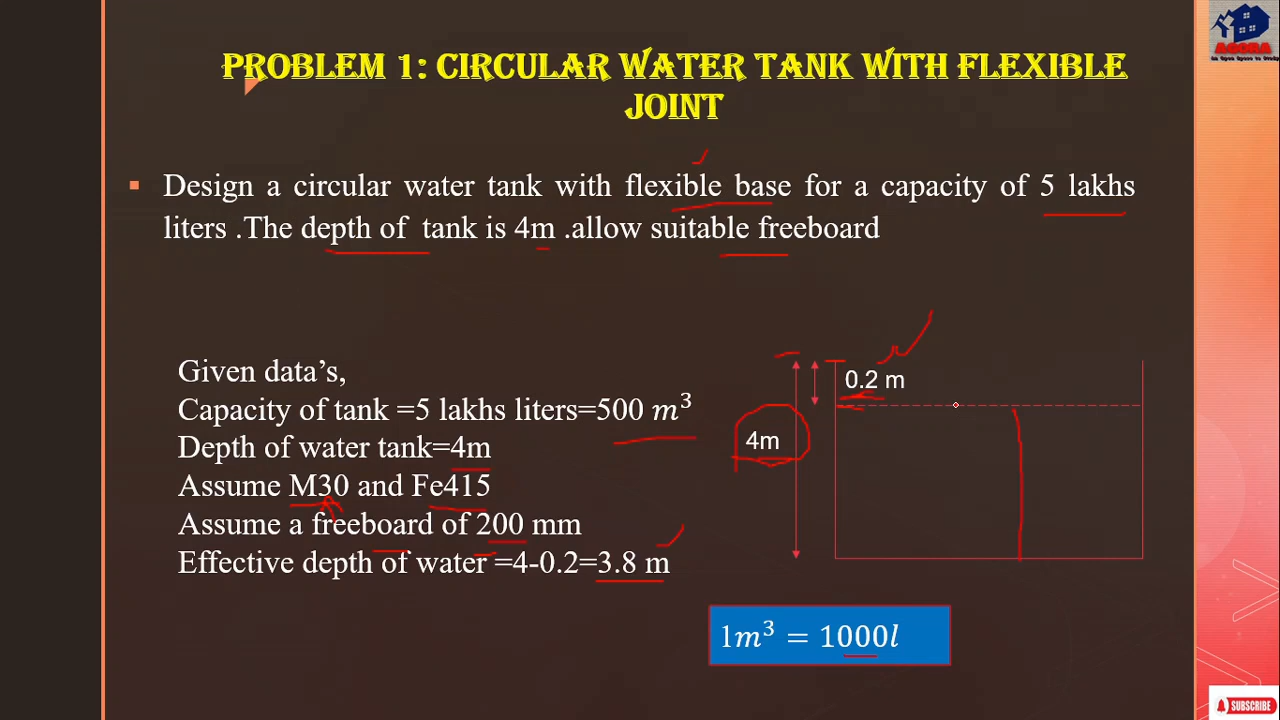 PROBLEM 1: CIRCULAR WATER TANK WITH FLEXIBLE
JOINT
Design a circular water tank with flexible base for a capacity of 5 lakhs
liters .The depth of tank is 4m .allow suitable freeboard
Given data's,
Capacity of tank =5 lakhs liters=500 m³
Depth of water tank=4m
Assume M30 and Fe415
Assume a freeboard of 200 mm
Effective depth of water =4-0.2=3.8 m
0.2 m
4m
1m³ = 1000l
AGORA
SUBSCRIBE